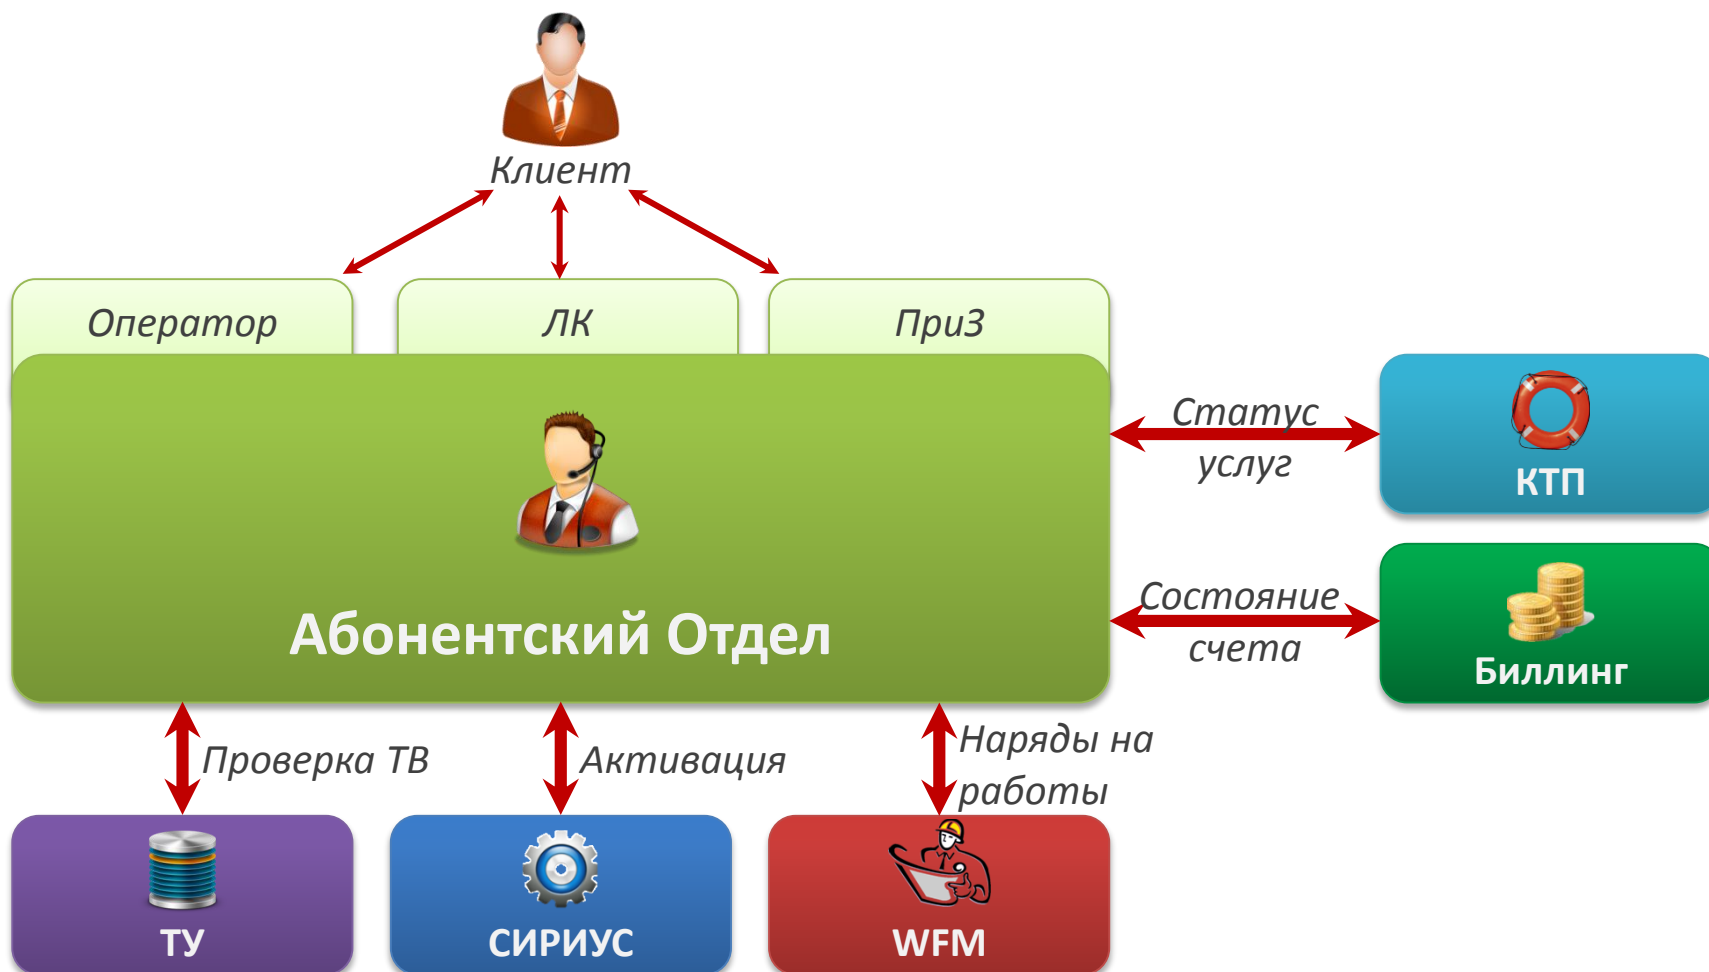 Клиент
Оператор
ЛК
ПриЗ
Абонентский Отдел
Статус
услуг
КТП
Состояние
счета
Биллинг
Проверка ТВ
Активация
Наряды на
работы
ТУ
СИРИУС
WFM